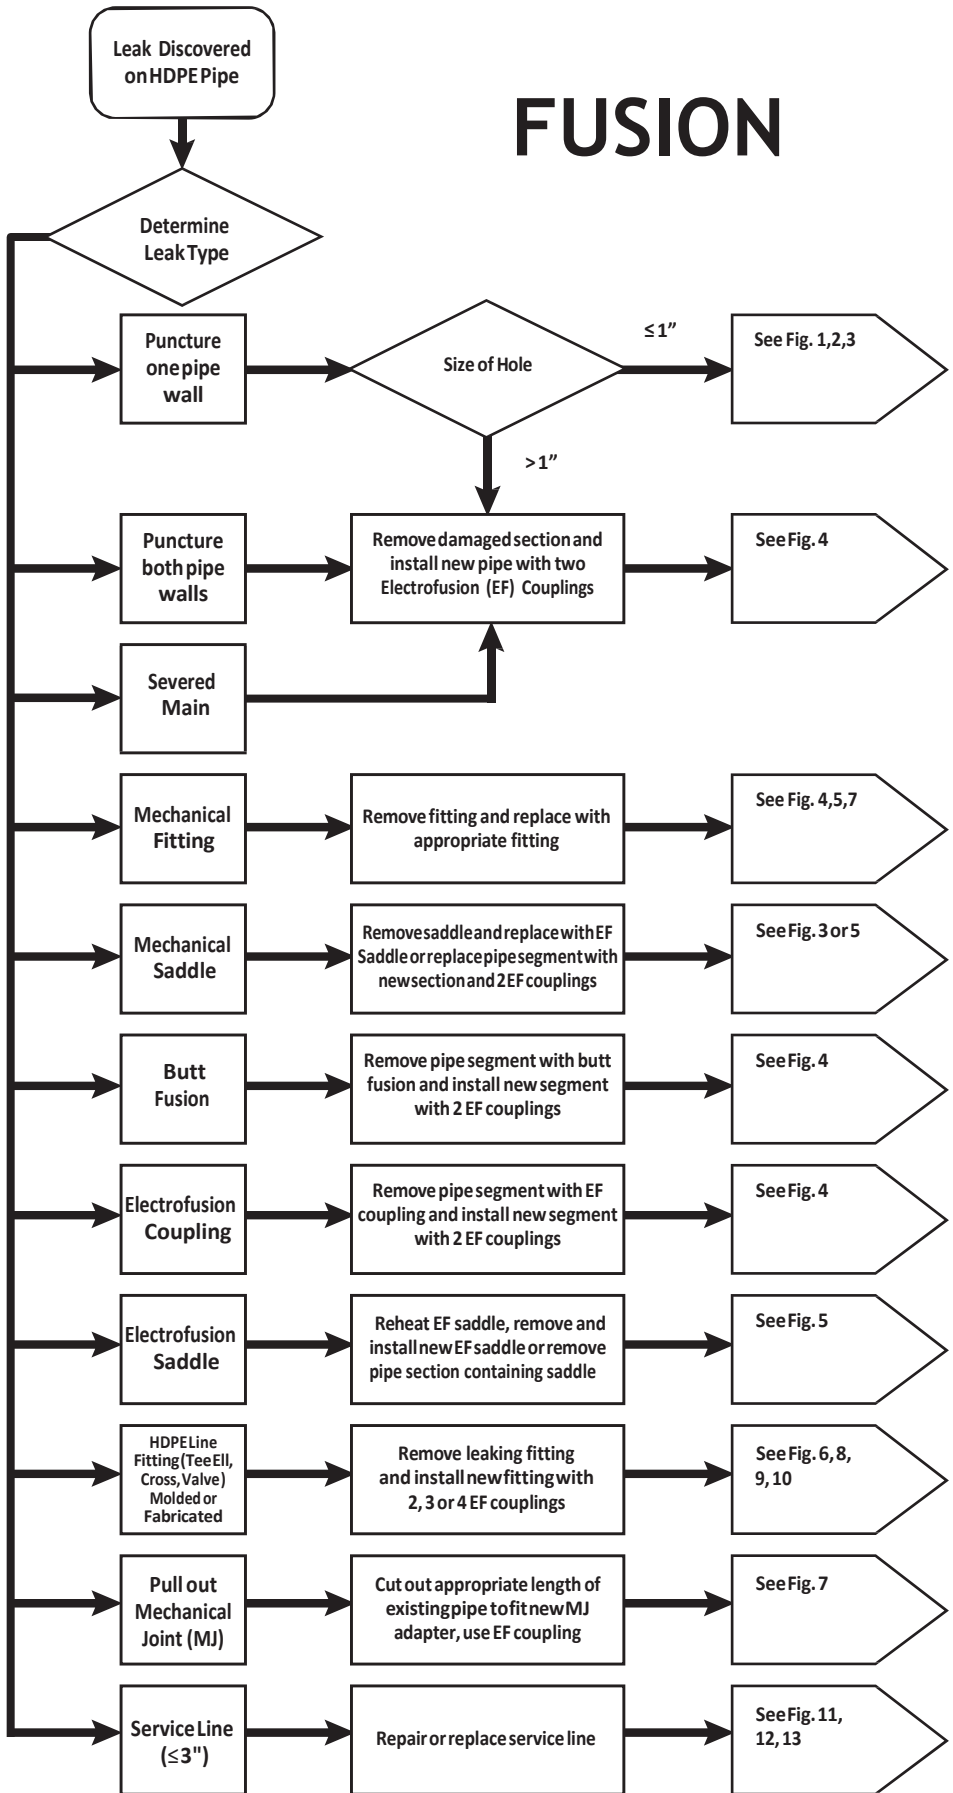 Leak Discovered
on HDPE Pipe
FUSION
Determine
Leak Type
Puncture
one pipe
wall
Size of Hole
≤ 1”
See Fig. 1,2,3
> 1”
Puncture
both pipe
walls
Remove damaged section and
install new pipe with two
Electrofusion (EF) Couplings
See Fig. 4
Severed
Main
Mechanical
Fitting
Remove fitting and replace with
appropriate fitting
See Fig. 4,5,7
Mechanical
Saddle
Remove saddle and replace with EF
Saddle or replace pipe segment with
new section and 2 EF couplings
See Fig. 3 or 5
Butt
Fusion
Remove pipe segment with butt
fusion and install new segment
with 2 EF couplings
See Fig. 4
Electrofusion
Coupling
Remove pipe segment with EF
coupling and install new segment
with 2 EF couplings
See Fig. 4
Electrofusion
Saddle
Reheat EF saddle, remove and
install new EF saddle or remove
pipe section containing saddle
See Fig. 5
HDPE Line
Fitting (Tee Ell,
Cross, Valve)
Molded or
Fabricated
Remove leaking fitting
and install new fitting with
2, 3 or 4 EF couplings
See Fig. 6, 8,
9, 10
Pull out
Mechanical
Joint (MJ)
Cut out appropriate length of
existing pipe to fit new MJ
adapter, use EF coupling
See Fig. 7
Service Line
(≤3")
Repair or replace service line
See Fig. 11,
12, 13